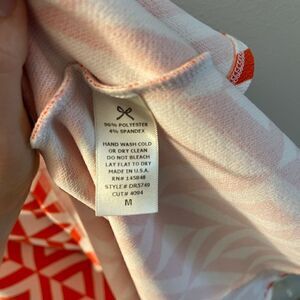 96% POLYESTER
4% SPANDEX
HAND WASH COLD
OR DRY CLEAN
DO NOT BLEACH
LAY FLAT TO DRY
MADE IN U.S.A.
RN# 145848
STYLE# DR3749
CUT# 4094
M